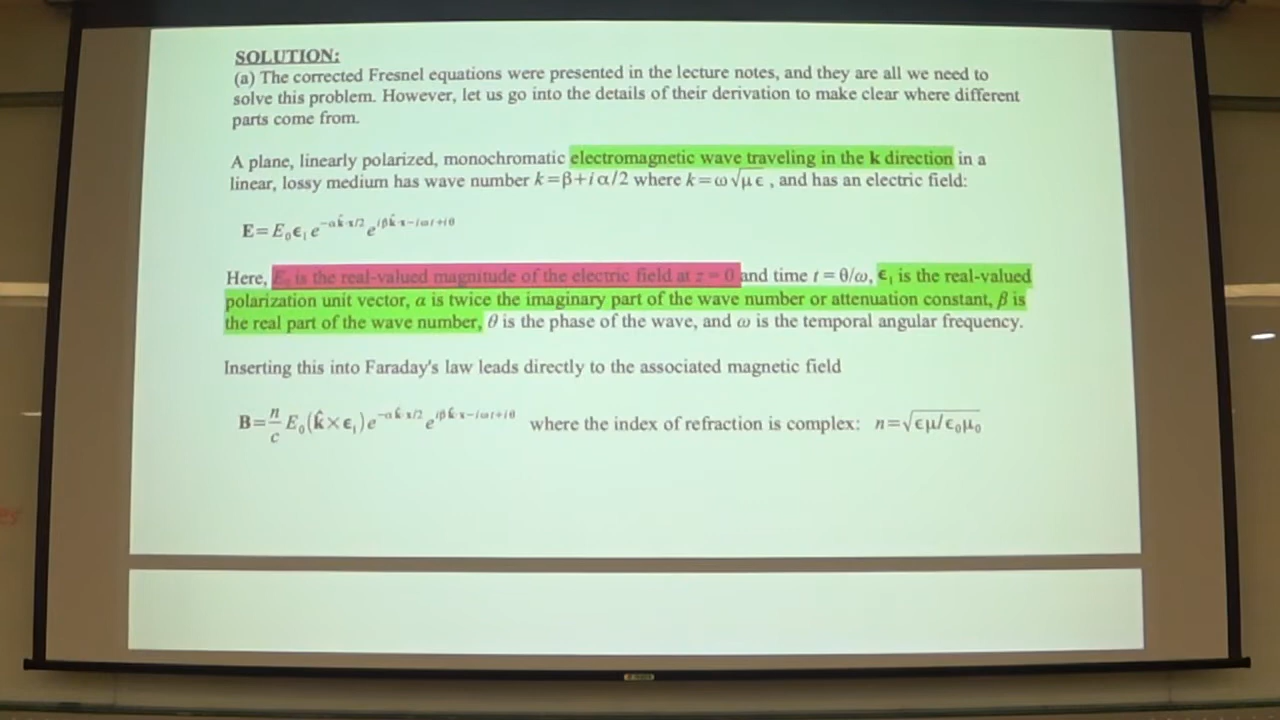 SOLUTION:
(a) The corrected Fresnel equations were presented in the lecture notes, and they are all we need to
solve this problem. However, let us go into the details of their derivation to make clear where different
parts come from.
A plane, linearly polarized, monochromatic electromagnetic wave traveling in the k direction in a
linear, lossy medium has wave number k=β+iα/2 where k=ω√με, and has an electric field:
E=E₀ϵ₁e^(−αk̂·x/2)e^(iβk̂·x−iωt+iθ)
Here, E₀ is the real-valued magnitude of the electric field at z = 0 and time t = θ/ω, ϵ₁ is the real-valued
polarization unit vector, α is twice the imaginary part of the wave number or attenuation constant, β is
the real part of the wave number, θ is the phase of the wave, and ω is the temporal angular frequency.
Inserting this into Faraday's law leads directly to the associated magnetic field
B=n/c E₀(k̂×ϵ₁)e^(−αk̂·x/2)e^(iβk̂·x−iωt+iθ) where the index of refraction is complex: n=√(ϵμ/ϵ₀μ₀)